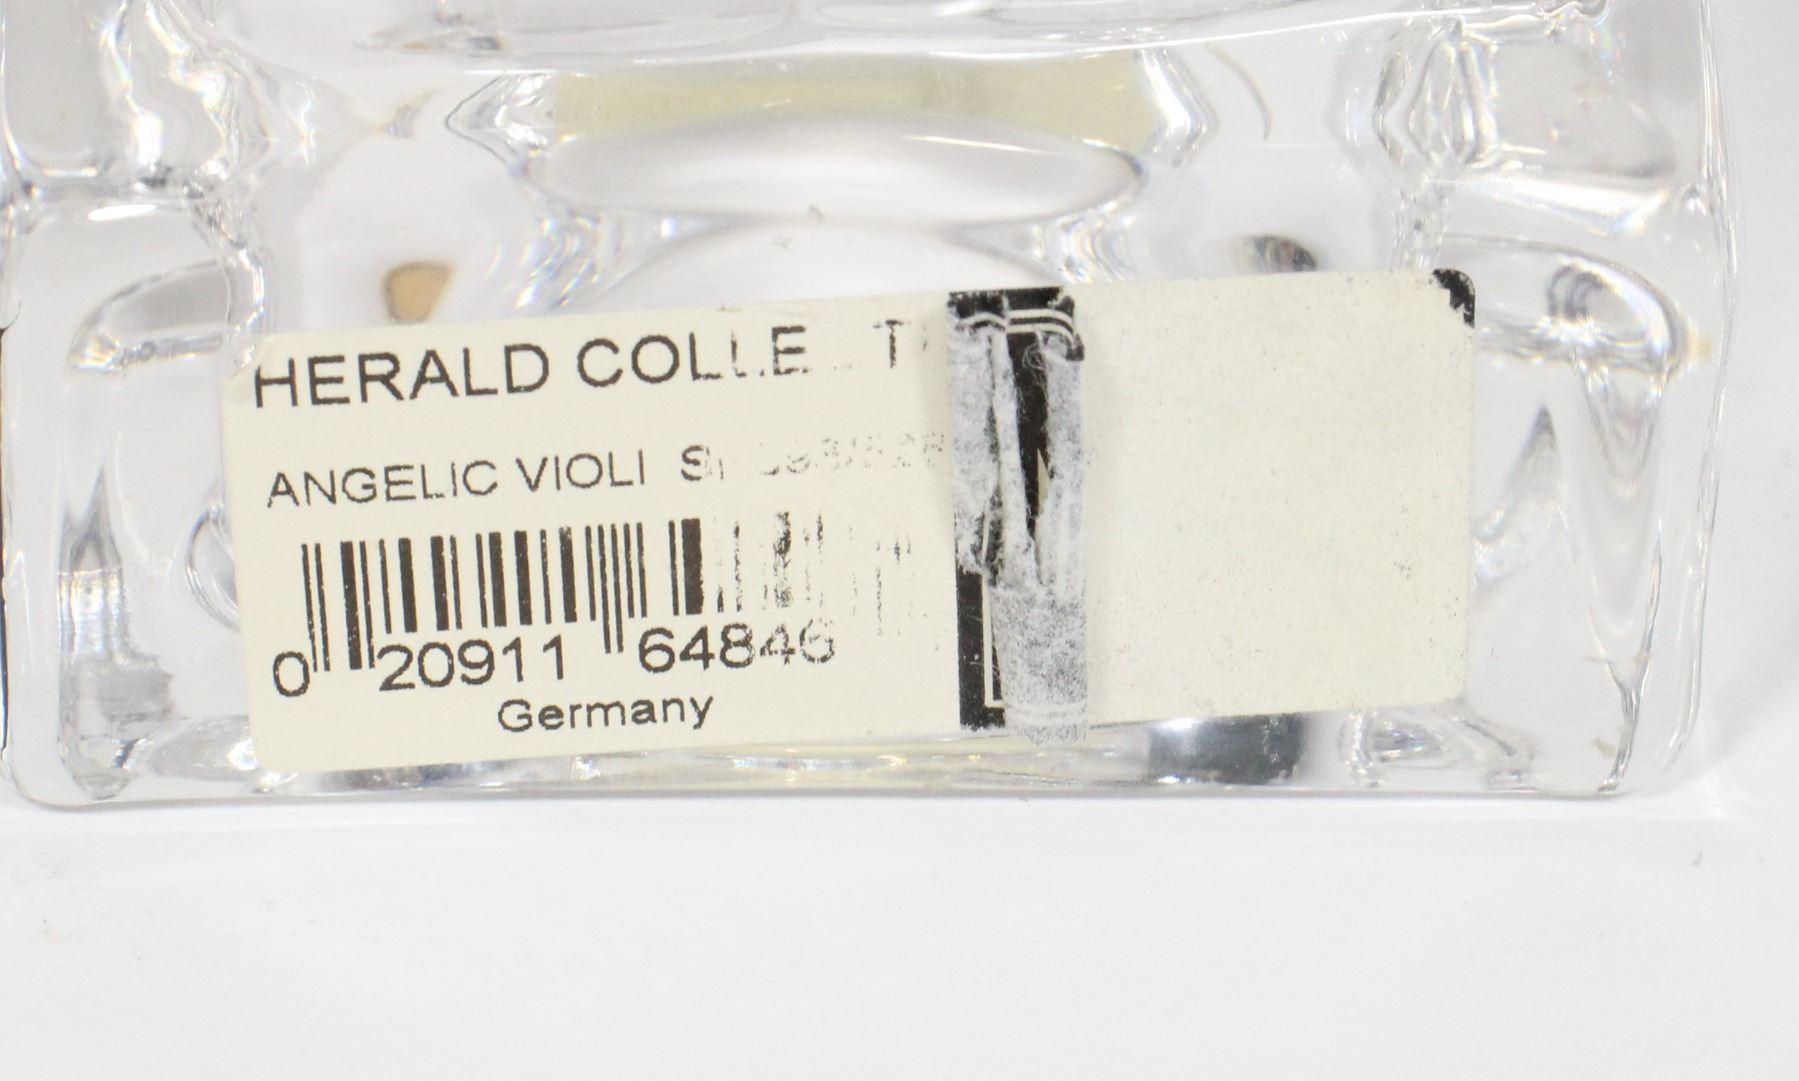 HERALD COLLE T
ANGELIC VIOLI S
0 20911 64846
Germany